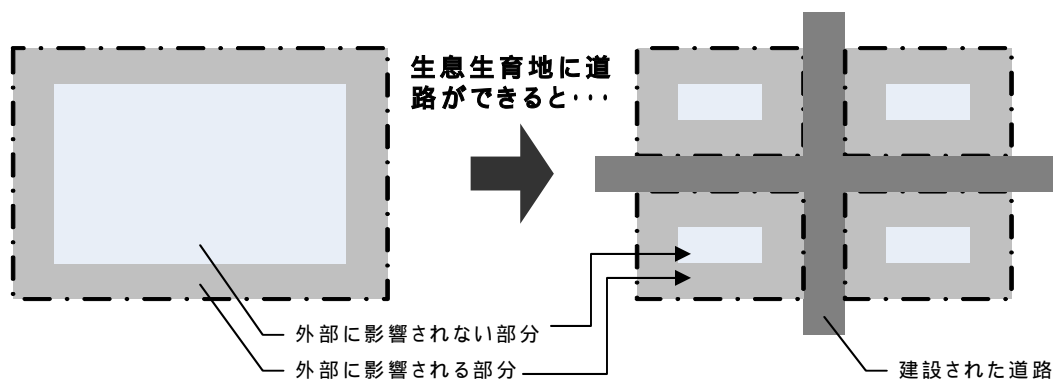 生息生育地に道
路ができると･･･
外部に影響されない部分
外部に影響される部分
建設された道路